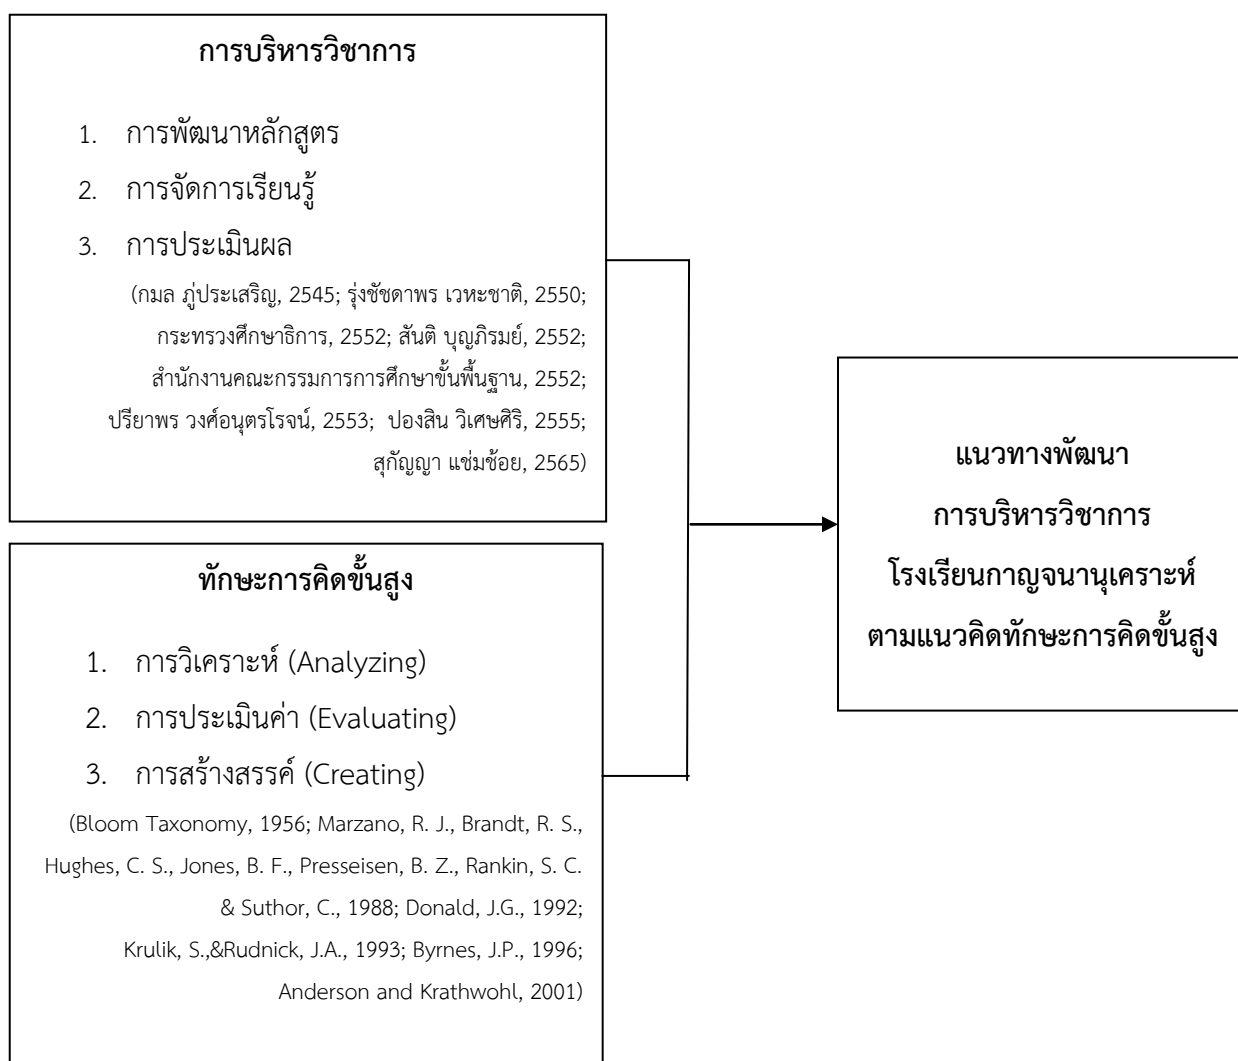 การบริหารวิชาการ
1. การพัฒนาหลักสูตร
2. การจัดการเรียนรู้
3. การประเมินผล
(กมล ภู่ประเสริฐ, 2545; รุ่งชัชดาพร เวหะชาติ, 2550;
กระทรวงศึกษาธิการ, 2552; สันติ บุญภิรมย์, 2552;
สำนักงานคณะกรรมการการศึกษาขั้นพื้นฐาน, 2552;
ปรียาพร วงศ์อนุตรโรจน์, 2553; ปองสิน วิเศษศิริ, 2555;
สุกัญญา แช่มช้อย, 2565)
ทักษะการคิดขั้นสูง
1. การวิเคราะห์ (Analyzing)
2. การประเมินค่า (Evaluating)
3. การสร้างสรรค์ (Creating)
(Bloom Taxonomy, 1956; Marzano, R. J., Brandt, R. S.,
Hughes, C. S., Jones, B. F., Presseisen, B. Z., Rankin, S. C.
& Suthor, C., 1988; Donald, J.G., 1992;
Krulik, S.,&Rudnick, J.A., 1993; Byrnes, J.P., 1996;
Anderson and Krathwohl, 2001)
แนวทางพัฒนา
การบริหารวิชาการ
โรงเรียนกาญจนานุเคราะห์
ตามแนวคิดทักษะการคิดขั้นสูง